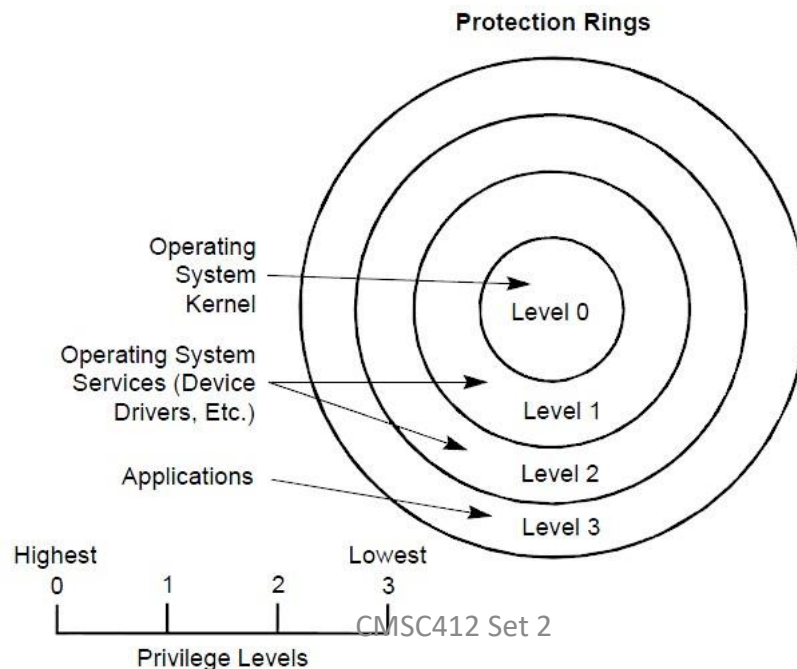 Protection Rings
Operating
System
Kernel
Level 0
Operating System
Services (Device
Drivers, Etc.)
Level 1
Level 2
Applications
Level 3
Highest
Lowest
0 1 2 3
CMSC412 Set 2
Privilege Levels